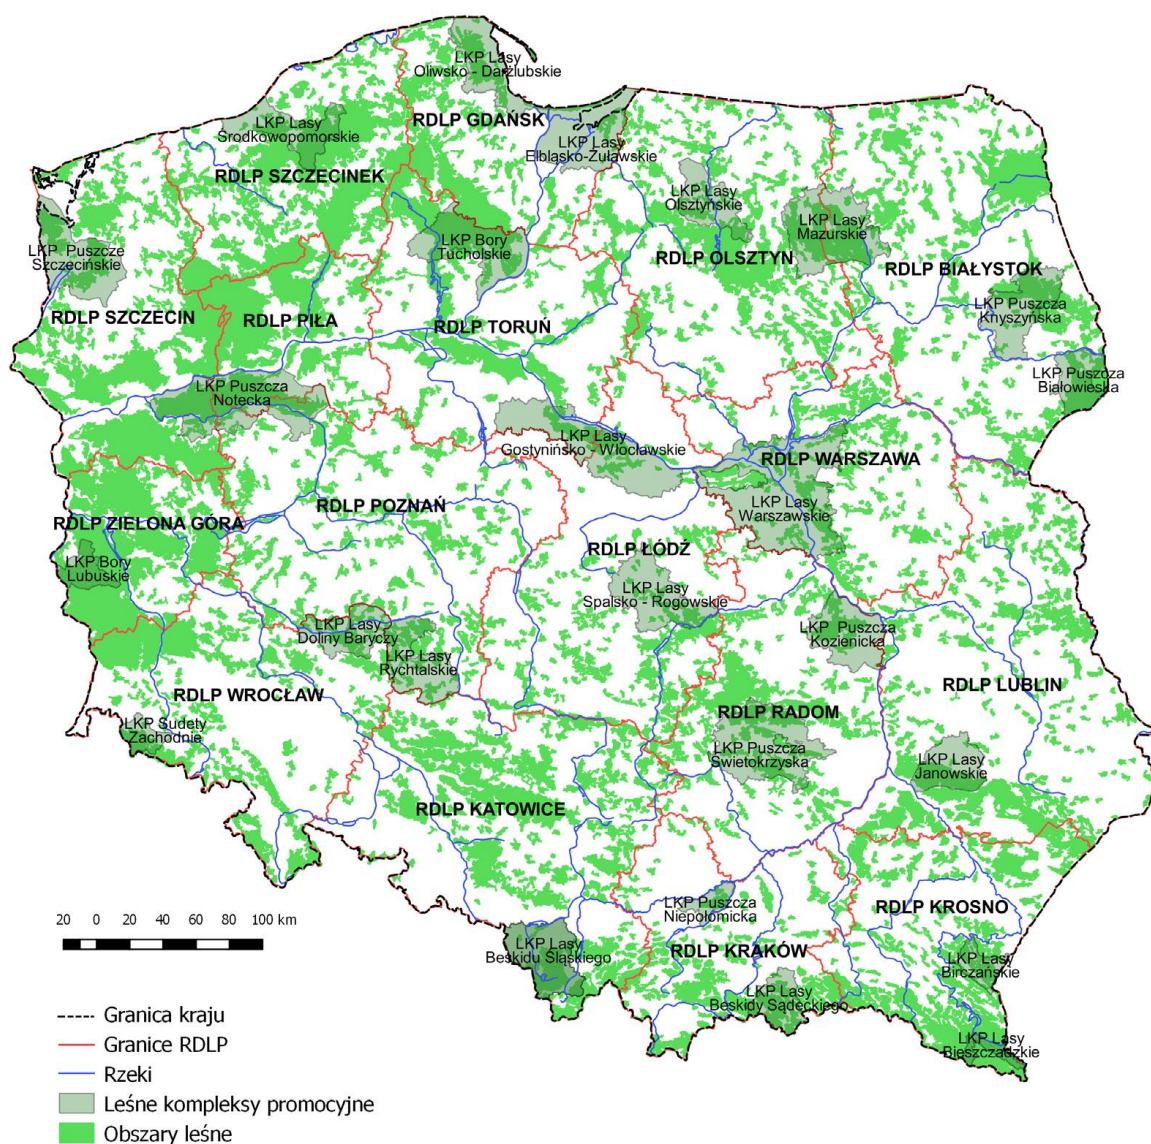 LKP Lasy
Oliwsko - Darżlubskie
RDLP GDAŃSK
LKP Lasy
Środkowopomorskie
LKP Lasy
Elbląsko-Żuławskie
RDLP SZCZECINEK
LKP Lasy
Olsztyńskie
LKP Lasy
Mazurskie
LKP Puszcze
Szczecińskie
LKP Bory
Tucholskie
RDLP OLSZTYN
RDLP BIAŁYSTOK
LKP Puszcza
Knyszyńska
RDLP SZCZECIN
RDLP PIŁA
RDLP TORUŃ
LKP Puszcza
Białowieska
LKP Puszcza
Notecka
LKP Lasy
Gostynińsko - Włocławskie
RDLP WARSZAWA
LKP Lasy
Warszawskie
RDLP POZNAŃ
RDLP ZIELONA GÓRA
RDLP ŁÓDŹ
LKP Bory
Lubuskie
LKP Lasy
Spalsko - Rogowskie
LKP Lasy
Doliny Baryczy
LKP Puszcza
Kozienicka
LKP Lasy
Rychtalskie
RDLP WROCŁAW
RDLP LUBLIN
RDLP RADOM
LKP Sudety
Zachodnie
LKP Puszcza
Świetokrzyska
LKP Lasy
Janowskie
RDLP KATOWICE
LKP Puszcza
Niepołomicka
RDLP KROSNO
LKP Lasy
Beskidu Śląskiego
RDLP KRAKÓW
LKP Lasy
Birczańskie
LKP Lasy
Beskidy Sądeckiego
LKP Lasy
Bieszczadzkie
20 0 20 40 60 80 100 km
Granica kraju
Granice RDLP
Rzeki
Leśne kompleksy promocyjne
Obszary leśne